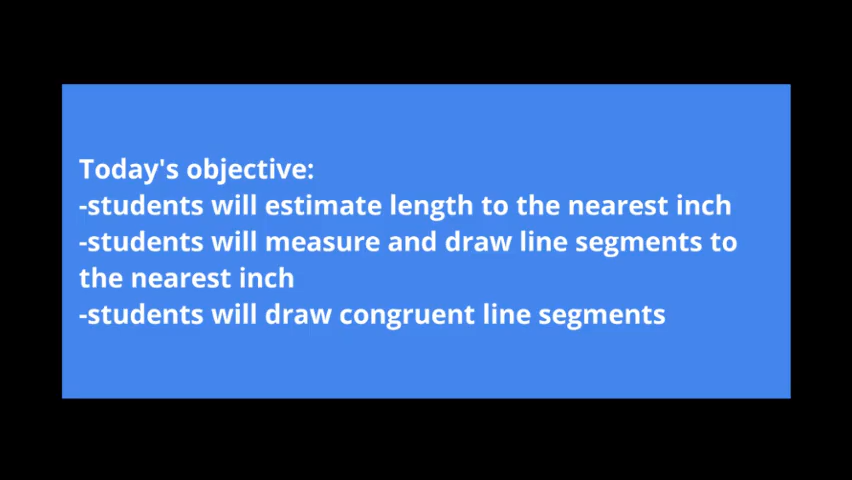 Today's objective:
-students will estimate length to the nearest inch
-students will measure and draw line segments to
the nearest inch
-students will draw congruent line segments